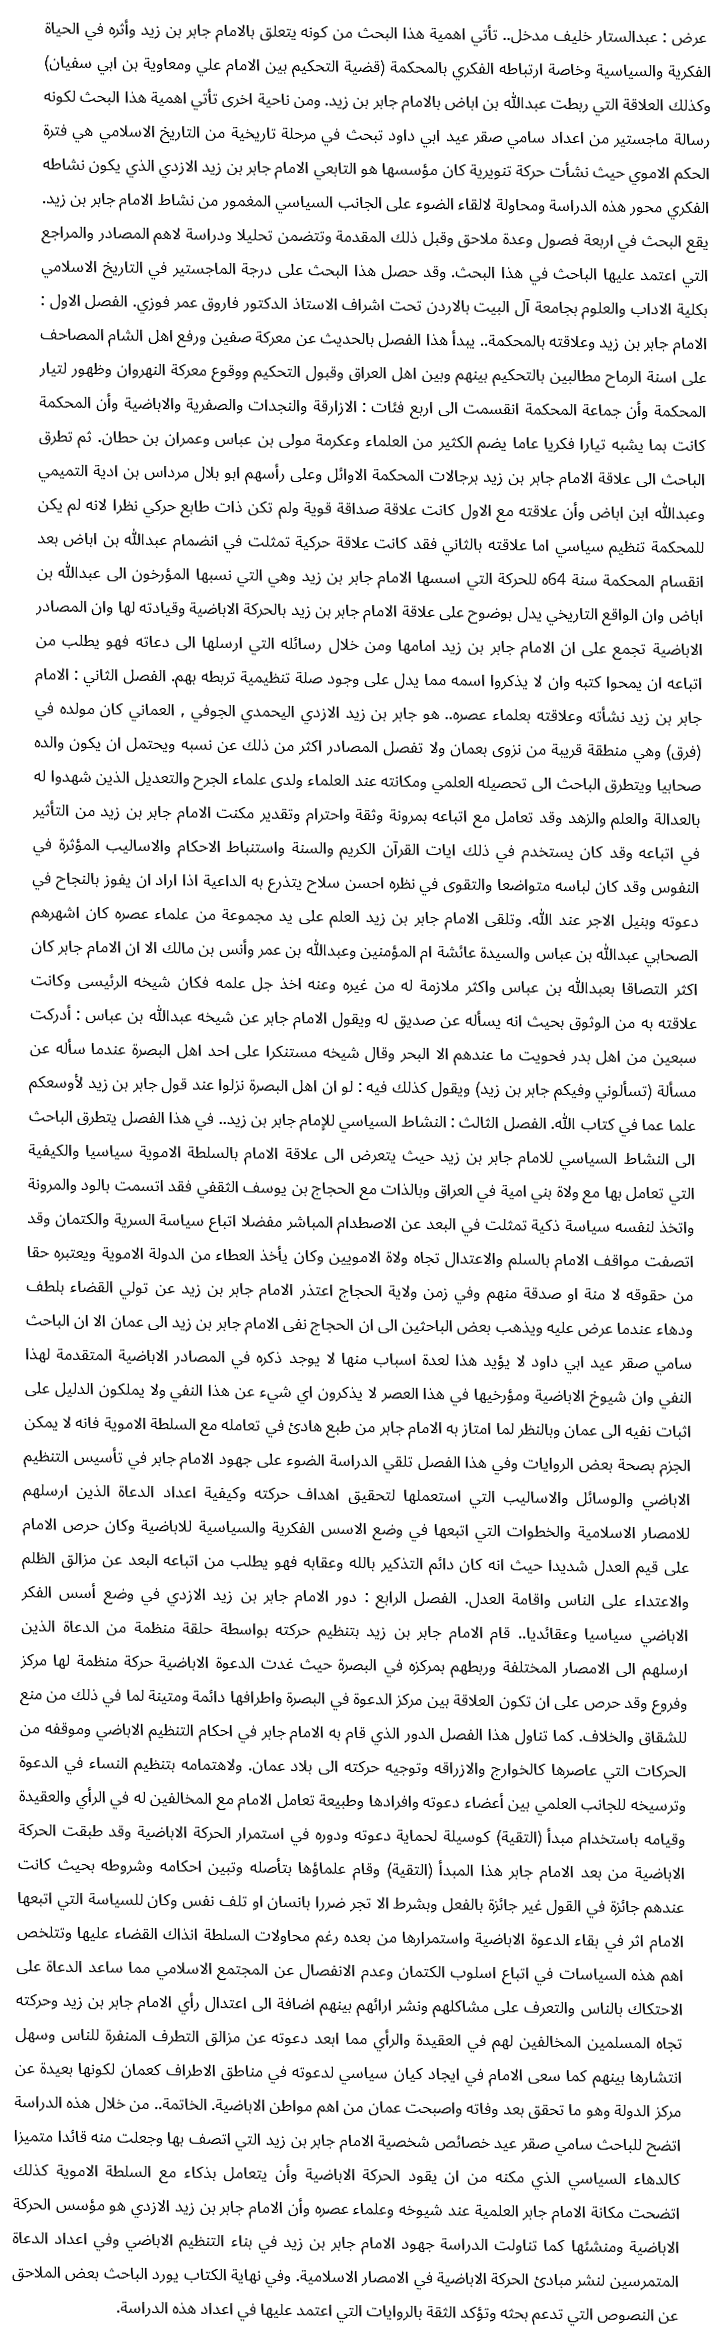 عرض : عبدالستار خليف مدخل.. تأتي اهمية هذا البحث من كونه يتعلق بالامام جابر بن زيد وأثره في الحياة
الفكرية والسياسية وخاصة ارتباطه الفكري بالمحكمة (قضية التحكيم بين الامام علي ومعاوية بن ابي سفيان)
وكذلك العلاقة التي ربطت عبدالله بن اباض بالامام جابر بن زيد. ومن ناحية اخرى تأتي اهمية هذا البحث لكونه
رسالة ماجستير من اعداد سامي صقر عيد ابي داود تبحث في مرحلة تاريخية من التاريخ الاسلامي هي فترة
الحكم الاموي حيث نشأت حركة تنويرية كان مؤسسها هو التابعي الامام جابر بن زيد الازدي الذي يكون نشاطه
الفكري محور هذه الدراسة ومحاولة لالقاء الضوء على الجانب السياسي المغمور من نشاط الامام جابر بن زيد.
يقع البحث في اربعة فصول وعدة ملاحق وقبل ذلك المقدمة وتتضمن تحليلا ودراسة لاهم المصادر والمراجع
التي اعتمد عليها الباحث في هذا البحث. وقد حصل هذا البحث على درجة الماجستير في التاريخ الاسلامي
بكلية الاداب والعلوم بجامعة آل البيت بالاردن تحت اشراف الاستاذ الدكتور فاروق عمر فوزي. الفصل الاول :
الامام جابر بن زيد وعلاقته بالمحكمة.. يبدأ هذا الفصل بالحديث عن معركة صفين ورفع اهل الشام المصاحف
على اسنة الرماح مطالبين بالتحكيم بينهم وبين اهل العراق وقبول التحكيم ووقوع معركة النهروان وظهور لتيار
المحكمة وأن جماعة المحكمة انقسمت الى اربع فئات : الازارقة والنجدات والصفرية والاباضية وأن المحكمة
كانت بما يشبه تيارا فكريا عاما يضم الكثير من العلماء وعكرمة مولى بن عباس وعمران بن حطان. ثم تطرق
الباحث الى علاقة الامام جابر بن زيد برجالات المحكمة الاوائل وعلى رأسهم ابو بلال مرداس بن ادية التميمي
وعبدالله ابن اباض وأن علاقته مع الاول كانت علاقة صداقة قوية ولم تكن ذات طابع حركي نظرا لانه لم يكن
للمحكمة تنظيم سياسي اما علاقته بالثاني فقد كانت علاقة حركية تمثلت في انضمام عبدالله بن اباض بعد
انقسام المحكمة سنة 64ه للحركة التي اسسها الامام جابر بن زيد وهي التي نسبها المؤرخون الى عبدالله بن
اباض وان الواقع التاريخي يدل بوضوح على علاقة الامام جابر بن زيد بالحركة الاباضية وقيادته لها وان المصادر
الاباضية تجمع على ان الامام جابر بن زيد امامها ومن خلال رسائله التي ارسلها الى دعاته فهو يطلب من
اتباعه ان يمحوا كتبه وان لا يذكروا اسمه مما يدل على وجود صلة تنظيمية تربطه بهم. الفصل الثاني : الامام
جابر بن زيد نشأته وعلاقته بعلماء عصره.. هو جابر بن زيد الازدي اليحمدي الجوفي , العماني كان مولده في
(فرق) وهي منطقة قريبة من نزوى بعمان ولا تفصل المصادر اكثر من ذلك عن نسبه ويحتمل ان يكون والده
صحابيا ويتطرق الباحث الى تحصيله العلمي ومكانته عند العلماء ولدى علماء الجرح والتعديل الذين شهدوا له
بالعدالة والعلم والزهد وقد تعامل مع اتباعه بمرونة وثقة واحترام وتقدير مكنت الامام جابر بن زيد من التأثير
في اتباعه وقد كان يستخدم في ذلك ايات القرآن الكريم والسنة واستنباط الاحكام والاساليب المؤثرة في
النفوس وقد كان لباسه متواضعا والتقوى في نظره احسن سلاح يتذرع به الداعية اذا اراد ان يفوز بالنجاح في
دعوته وبنيل الاجر عند الله. وتلقى الامام جابر بن زيد العلم على يد مجموعة من علماء عصره كان اشهرهم
الصحابي عبدالله بن عباس والسيدة عائشة ام المؤمنين وعبدالله بن عمر وأنس بن مالك الا ان الامام جابر كان
اكثر التصاقا بعبدالله بن عباس واكثر ملازمة له من غيره وعنه اخذ جل علمه فكان شيخه الرئيسى وكانت
علاقته به من الوثوق بحيث انه يسأله عن صديق له ويقول الامام جابر عن شيخه عبدالله بن عباس : أدركت
سبعين من اهل بدر فحويت ما عندهم الا البحر وقال شيخه مستنكرا على احد اهل البصرة عندما سأله عن
مسألة (تسألوني وفيكم جابر بن زيد) ويقول كذلك فيه : لو ان اهل البصرة نزلوا عند قول جابر بن زيد لأوسعكم
علما عما في كتاب الله. الفصل الثالث : النشاط السياسي للإمام جابر بن زيد.. في هذا الفصل يتطرق الباحث
الى النشاط السياسي للامام جابر بن زيد حيث يتعرض الى علاقة الامام بالسلطة الاموية سياسيا والكيفية
التي تعامل بها مع ولاة بني امية في العراق وبالذات مع الحجاج بن يوسف الثقفي فقد اتسمت بالود والمرونة
واتخذ لنفسه سياسة ذكية تمثلت في البعد عن الاصطدام المباشر مفضلا اتباع سياسة السرية والكتمان وقد
اتصفت مواقف الامام بالسلم والاعتدال تجاه ولاة الامويين وكان يأخذ العطاء من الدولة الاموية ويعتبره حقا
من حقوقه لا منة او صدقة منهم وفي زمن ولاية الحجاج اعتذر الامام جابر بن زيد عن تولي القضاء بلطف
ودهاء عندما عرض عليه ويذهب بعض الباحثين الى ان الحجاج نفى الامام جابر بن زيد الى عمان الا ان الباحث
سامي صقر عيد ابي داود لا يؤيد هذا لعدة اسباب منها لا يوجد ذكره في المصادر الاباضية المتقدمة لهذا
النفي وان شيوخ الاباضية ومؤرخيها في هذا العصر لا يذكرون اي شيء عن هذا النفي ولا يملكون الدليل على
اثبات نفيه الى عمان وبالنظر لما امتاز به الامام جابر من طبع هادئ في تعامله مع السلطة الاموية فانه لا يمكن
الجزم بصحة بعض الروايات وفي هذا الفصل تلقي الدراسة الضوء على جهود الامام جابر في تأسيس التنظيم
الاباضي والوسائل والاساليب التي استعملها لتحقيق اهداف حركته وكيفية اعداد الدعاة الذين ارسلهم
للامصار الاسلامية والخطوات التي اتبعها في وضع الاسس الفكرية والسياسية للاباضية وكان حرص الامام
على قيم العدل شديدا حيث انه كان دائم التذكير بالله وعقابه فهو يطلب من اتباعه البعد عن مزالق الظلم
والاعتداء على الناس واقامة العدل. الفصل الرابع : دور الامام جابر بن زيد الازدي في وضع أسس الفكر
الاباضي سياسيا وعقائديا.. قام الامام جابر بن زيد بتنظيم حركته بواسطة حلقة منظمة من الدعاة الذين
ارسلهم الى الامصار المختلفة وربطهم بمركزه في البصرة حيث غدت الدعوة الاباضية حركة منظمة لها مركز
وفروع وقد حرص على ان تكون العلاقة بين مركز الدعوة في البصرة واطرافها دائمة ومتينة لما في ذلك من منع
للشقاق والخلاف. كما تناول هذا الفصل الدور الذي قام به الامام جابر في احكام التنظيم الاباضي وموقفه من
الحركات التي عاصرها كالخوارج والازراقه وتوجيه حركته الى بلاد عمان. ولاهتمامه بتنظيم النساء في الدعوة
وترسيخه للجانب العلمي بين أعضاء دعوته وافرادها وطبيعة تعامل الامام مع المخالفين له في الرأي والعقيدة
وقيامه باستخدام مبدأ (التقية) كوسيلة لحماية دعوته ودوره في استمرار الحركة الاباضية وقد طبقت الحركة
الاباضية من بعد الامام جابر هذا المبدأ (التقية) وقام علماؤها بتأصله وتبين احكامه وشروطه بحيث كانت
عندهم جائزة في القول غير جائزة بالفعل وبشرط الا تجر ضررا بانسان او تلف نفس وكان للسياسة التي اتبعها
الامام اثر في بقاء الدعوة الاباضية واستمرارها من بعده رغم محاولات السلطة انذاك القضاء عليها وتتلخص
اهم هذه السياسات في اتباع اسلوب الكتمان وعدم الانفصال عن المجتمع الاسلامي مما ساعد الدعاة على
الاحتكاك بالناس والتعرف على مشاكلهم ونشر ارائهم بينهم اضافة الى اعتدال رأي الامام جابر بن زيد وحركته
تجاه المسلمين المخالفين لهم في العقيدة والرأي مما ابعد دعوته عن مزالق التطرف المنفرة للناس وسهل
انتشارها بينهم كما سعى الامام في ايجاد كيان سياسي لدعوته في مناطق الاطراف كعمان لكونها بعيدة عن
مركز الدولة وهو ما تحقق بعد وفاته واصبحت عمان من اهم مواطن الاباضية. الخاتمة.. من خلال هذه الدراسة
اتضح للباحث سامي صقر عيد خصائص شخصية الامام جابر بن زيد التي اتصف بها وجعلت منه قائدا متميزا
كالدهاء السياسي الذي مكنه من ان يقود الحركة الاباضية وأن يتعامل بذكاء مع السلطة الاموية كذلك
اتضحت مكانة الامام جابر العلمية عند شيوخه وعلماء عصره وأن الامام جابر بن زيد الازدي هو مؤسس الحركة
الاباضية ومنشئها كما تناولت الدراسة جهود الامام جابر بن زيد في بناء التنظيم الاباضي وفي اعداد الدعاة
المتمرسين لنشر مبادئ الحركة الاباضية في الامصار الاسلامية. وفي نهاية الكتاب يورد الباحث بعض الملاحق
عن النصوص التي تدعم بحثه وتؤكد الثقة بالروايات التي اعتمد عليها في اعداد هذه الدراسة.